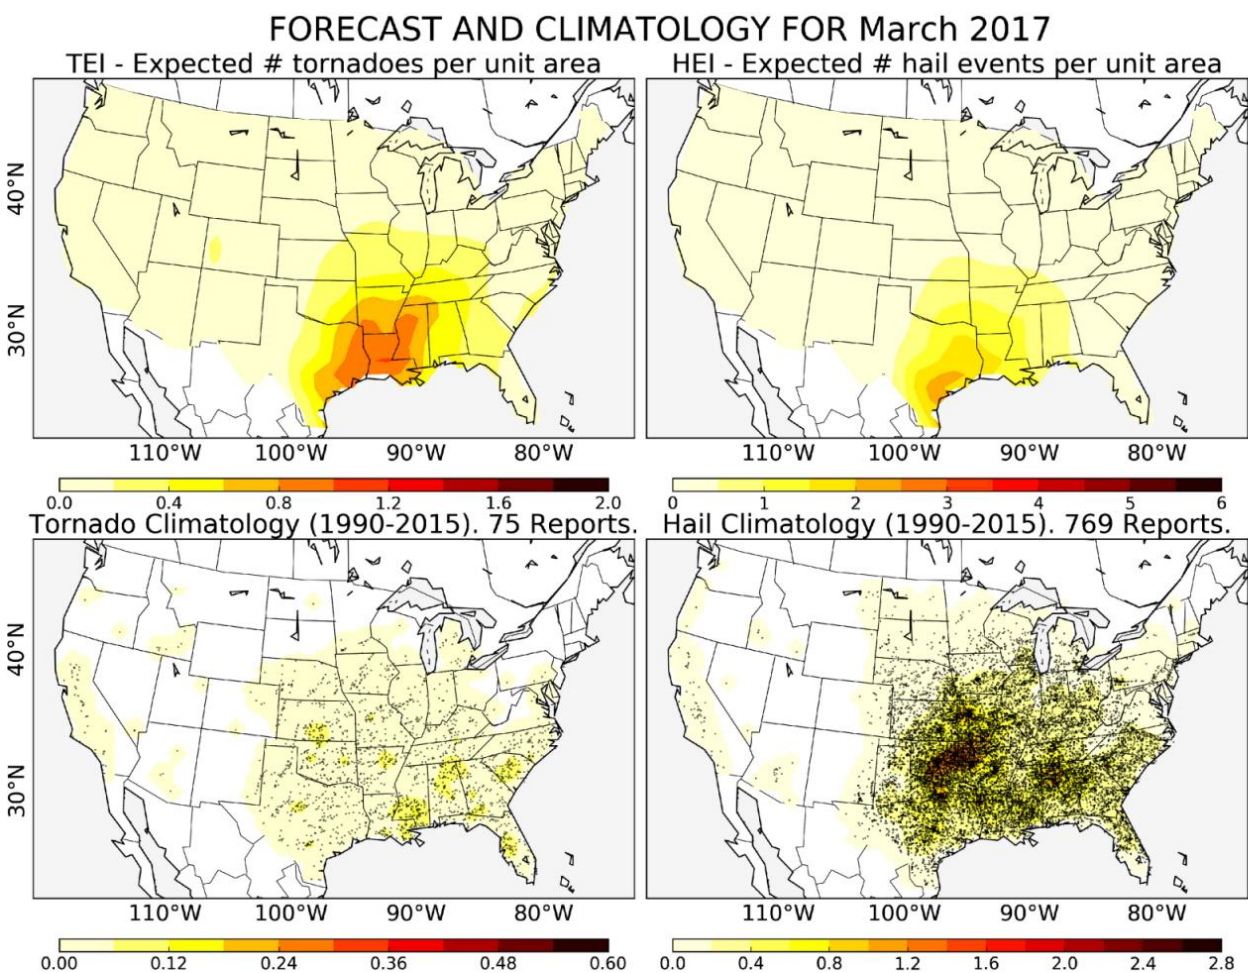 FORECAST AND CLIMATOLOGY FOR March 2017
TEI - Expected # tornadoes per unit area
HEI - Expected # hail events per unit area
40°N
30°N
110°W 100°W 90°W 80°W
110°W 100°W 90°W 80°W
0.0 0.4 0.8 1.2 1.6 2.0
0 1 2 3 4 5 6
Tornado Climatology (1990-2015). 75 Reports.
Hail Climatology (1990-2015). 769 Reports.
40°N
30°N
110°W 100°W 90°W 80°W
110°W 100°W 90°W 80°W
0.00 0.12 0.24 0.36 0.48 0.60
0.0 0.4 0.8 1.2 1.6 2.0 2.4 2.8